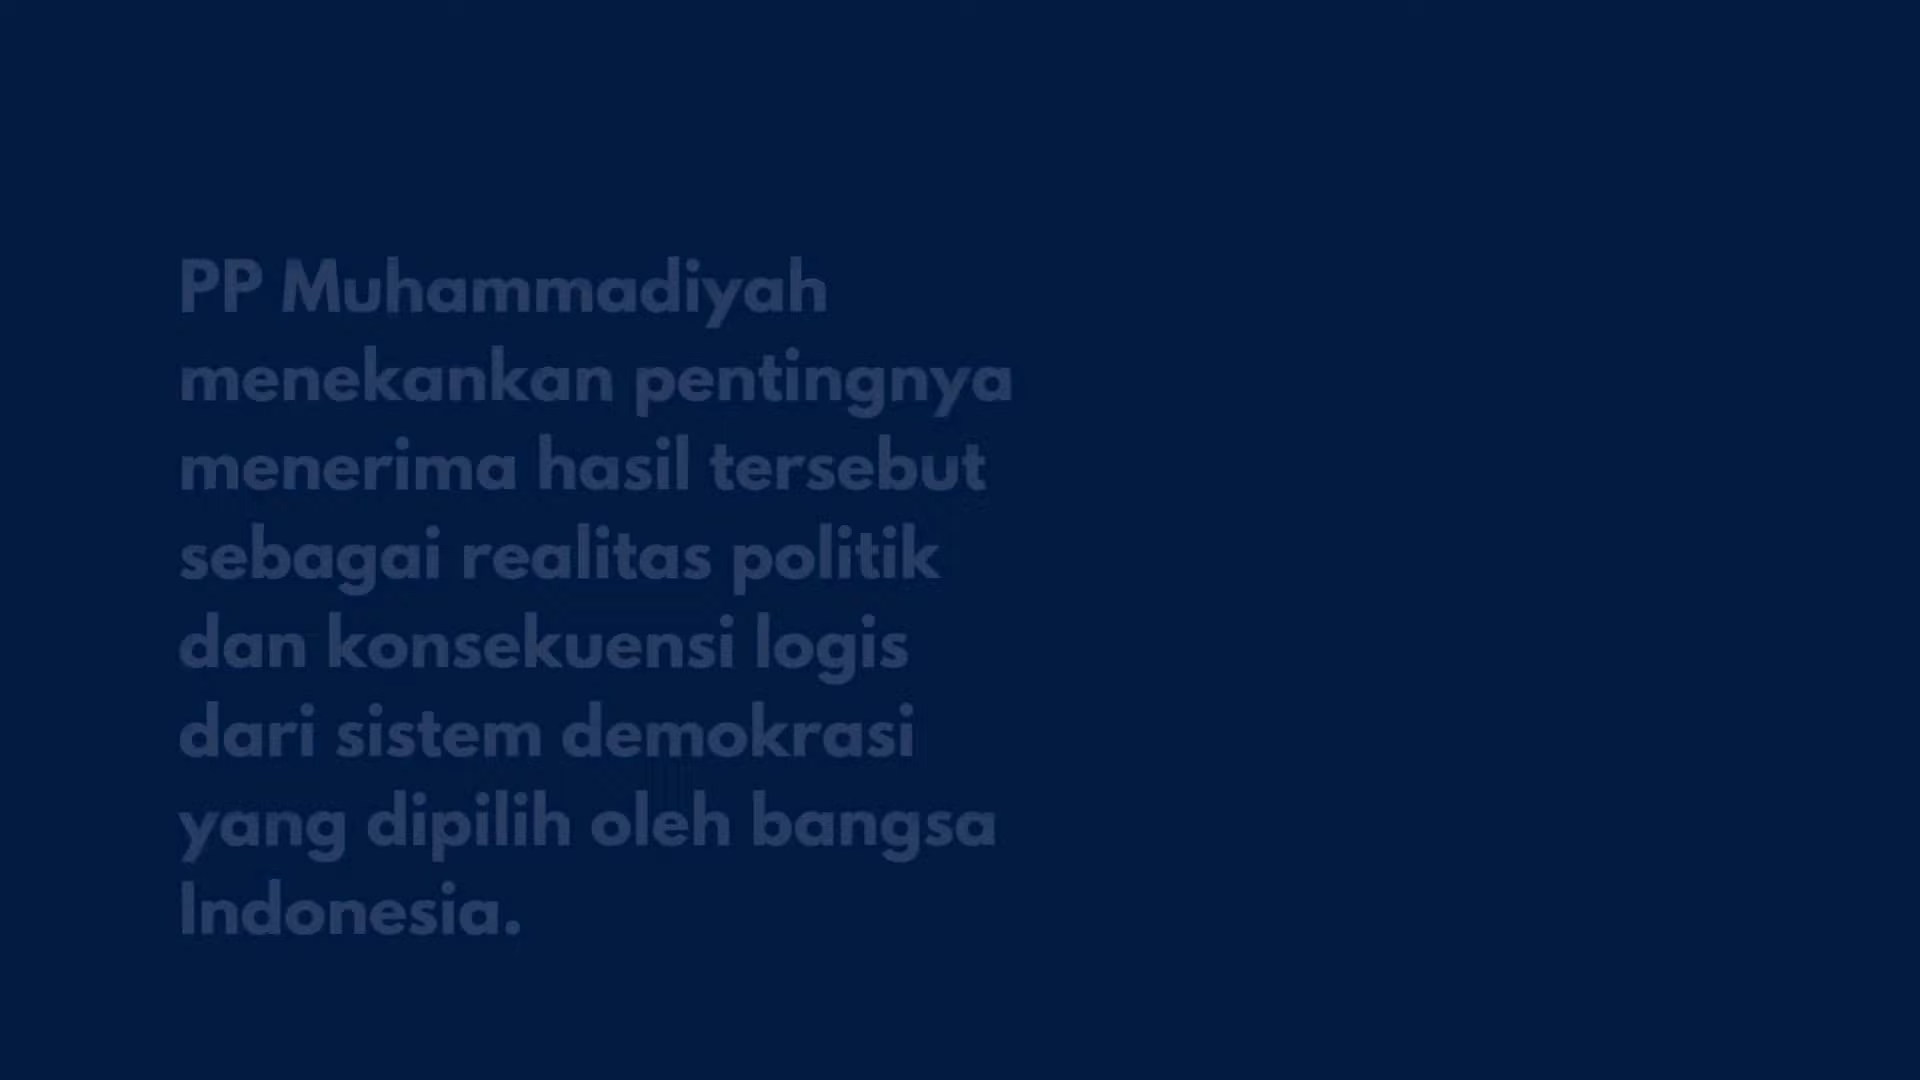 PP Muhammadiyah
menekankan pentingnya
menerima hasil tersebut
sebagai realitas politik
dan konsekuensi logis
dari sistem demokrasi
yang dipilih oleh bangsa
Indonesia.